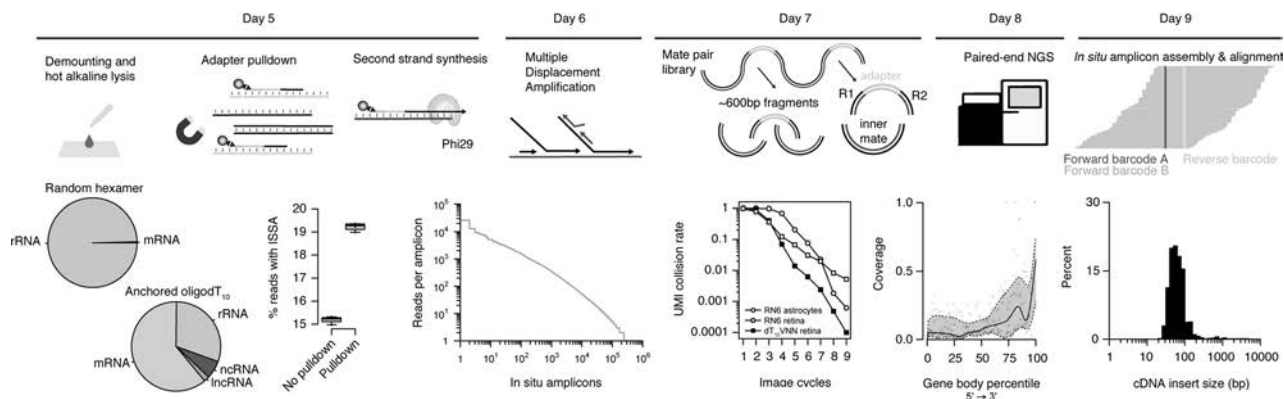 Day 5
Day 6
Day 7
Day 8
Day 9
Demounting and
hot alkaline lysis
Adapter pulldown
Second strand synthesis
Phi29
Multiple
Displacement
Amplification
Mate pair
library
adapter
R1
R2
~600bp fragments
inner
mate
Paired-end NGS
In situ amplicon assembly & alignment
Forward barcode A
Reverse barcode
Forward barcode B
Random hexamer
rRNA
mRNA
Anchored oligodT10
rRNA
mRNA
ncRNA
lncRNA
% reads with ISSA
20
19
18
17
16
15
No pulldown
Pulldown
Reads per amplicon
10^5
10^4
10^3
10^2
10
1
1 10 10^2 10^3 10^4 10^5 10^6
In situ amplicons
UMI collision rate
1
0.1
0.01
0.001
0.0001
RN6 astrocytes
RN6 retina
dT10VNN retina
1 2 3 4 5 6 7 8 9
Image cycles
Coverage
1.0
0.5
0.0
0 25 50 75 100
Gene body percentile
5' → 3'
Percent
30
15
0
1 10 100 1000 10000
cDNA insert size (bp)